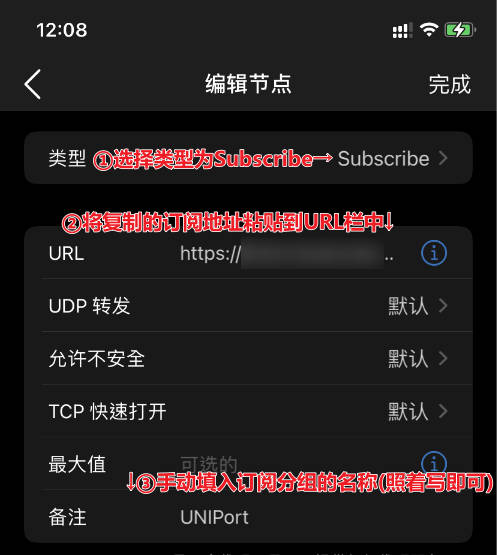 12:08
编辑节点
完成
类型 ①选择类型为Subscribe→ Subscribe
②将复制的订阅地址粘贴到URL栏中↓
URL https:// ..
UDP 转发 默认
允许不安全 默认
TCP 快速打开 默认
最大值 可选的
↓③手动填入订阅分组的名称(照着写即可)
备注 UNIPort